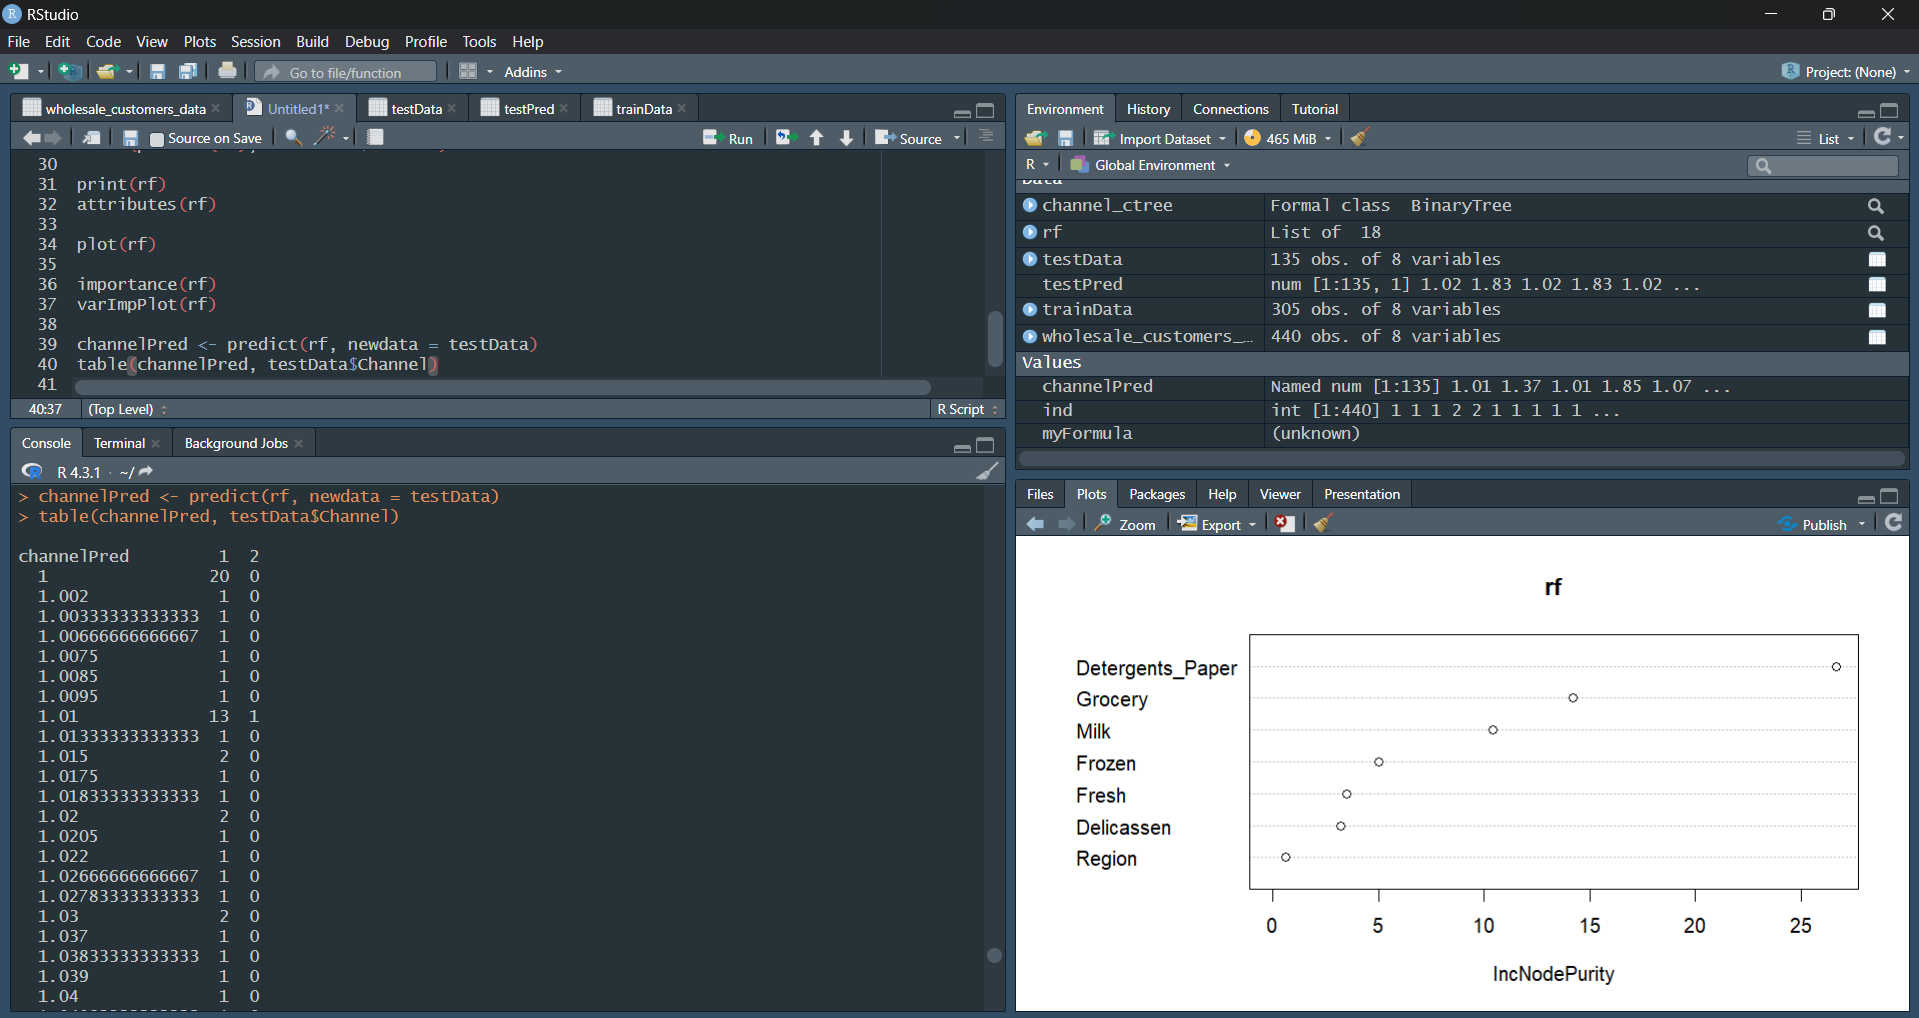 RStudio
File Edit Code View Plots Session Build Debug Profile Tools Help
Go to file/function Addins Project: (None)
wholesale_customers_data Untitled1* testData testPred trainData
Source on Save Run Source
30
31 print(rf)
32 attributes(rf)
33
34 plot(rf)
35
36 importance(rf)
37 varImpPlot(rf)
38
39 channelPred <- predict(rf, newdata = testData)
40 table(channelPred, testData$Channel)
41
40:37 (Top Level) R Script
Console Terminal Background Jobs
R 4.3.1 · ~/
> channelPred <- predict(rf, newdata = testData)
> table(channelPred, testData$Channel)
channelPred 1 2
1 20 0
1.002 1 0
1.00333333333333 1 0
1.00666666666667 1 0
1.0075 1 0
1.0085 1 0
1.0095 1 0
1.01 13 1
1.01333333333333 1 0
1.015 2 0
1.0175 1 0
1.01833333333333 1 0
1.02 2 0
1.0205 1 0
1.022 1 0
1.02666666666667 1 0
1.02783333333333 1 0
1.03 2 0
1.037 1 0
1.03833333333333 1 0
1.039 1 0
1.04 1 0
Environment History Connections Tutorial
Import Dataset 465 MiB List
R Global Environment
Data
channel_ctree Formal class BinaryTree
rf List of 18
testData 135 obs. of 8 variables
testPred num [1:135, 1] 1.02 1.83 1.02 1.83 1.02 ...
trainData 305 obs. of 8 variables
wholesale_customers_… 440 obs. of 8 variables
Values
channelPred Named num [1:135] 1.01 1.37 1.01 1.85 1.07 ...
ind int [1:440] 1 1 1 2 2 1 1 1 1 1 ...
myFormula (unknown)
Files Plots Packages Help Viewer Presentation
Zoom Export Publish
rf
Detergents_Paper
Grocery
Milk
Frozen
Fresh
Delicassen
Region
0 5 10 15 20 25
IncNodePurity